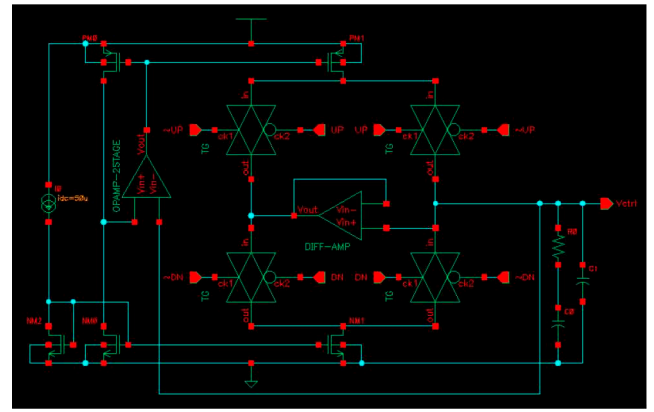 PM0
PM1
in
in
~UP
ck1
ck2
UP
UP
ck1
ck2
~UP
TG
TG
out
out
Vout
OPAMP-2STAGE
Vin+
Vin-
I0
idc=50u
Vout
Vin-
Vin+
DIFF-AMP
Vctrl
R0
C1
in
in
~DN
ck1
ck2
DN
DN
ck1
ck2
~DN
TG
TG
out
out
C0
NM2
NM0
NM1